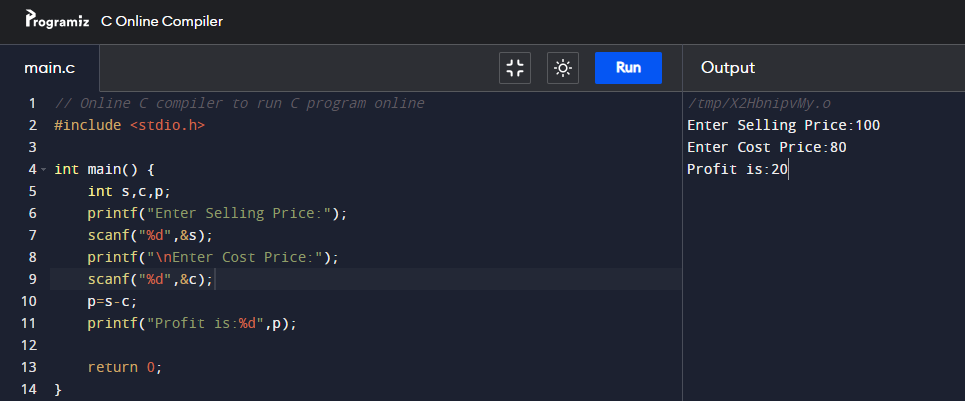 Programiz C Online Compiler
main.c Run Output
1 // Online C compiler to run C program online
2 #include <stdio.h>
3
4 int main() {
5 int s,c,p;
6 printf("Enter Selling Price:");
7 scanf("%d",&s);
8 printf("\nEnter Cost Price:");
9 scanf("%d",&c);
10 p=s-c;
11 printf("Profit is:%d",p);
12
13 return 0;
14 }
/tmp/X2HbnipvMy.o
Enter Selling Price:100
Enter Cost Price:80
Profit is:20